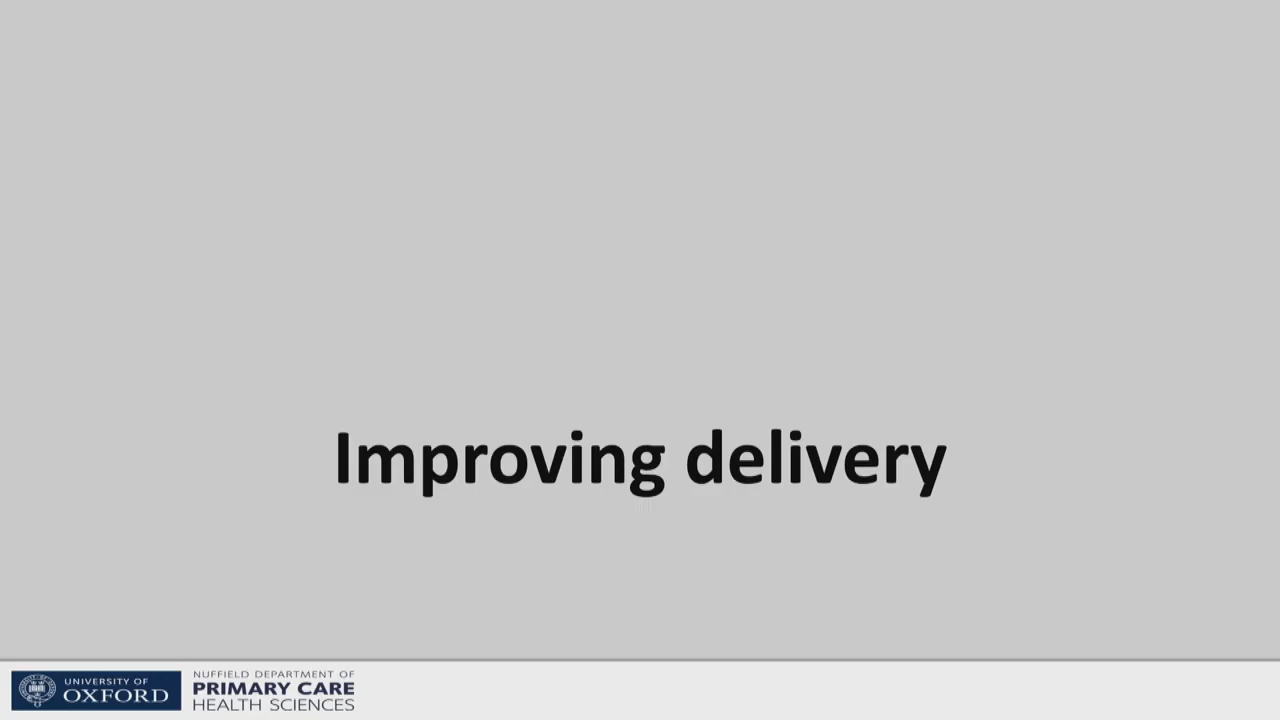 Improving delivery
UNIVERSITY OF
OXFORD
NUFFIELD DEPARTMENT OF
PRIMARY CARE
HEALTH SCIENCES